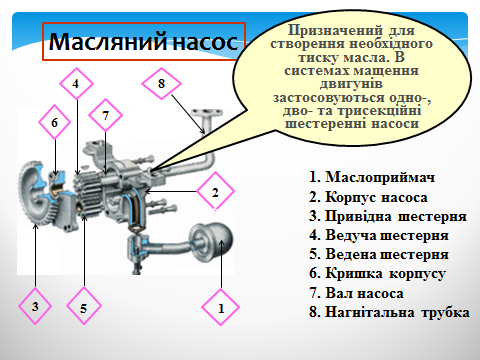 Масляний насос
Призначений для
створення необхідного
тиску масла. В
системах мащення
двигунів
застосовуються одно-,
дво- та трисекційні
шестеренні насоси
4
8
6
7
2
3
5
1
1. Маслоприймач
2. Корпус насоса
3. Привідна шестерня
4. Ведуча шестерня
5. Ведена шестерня
6. Кришка корпусу
7. Вал насоса
8. Нагнітальна трубка